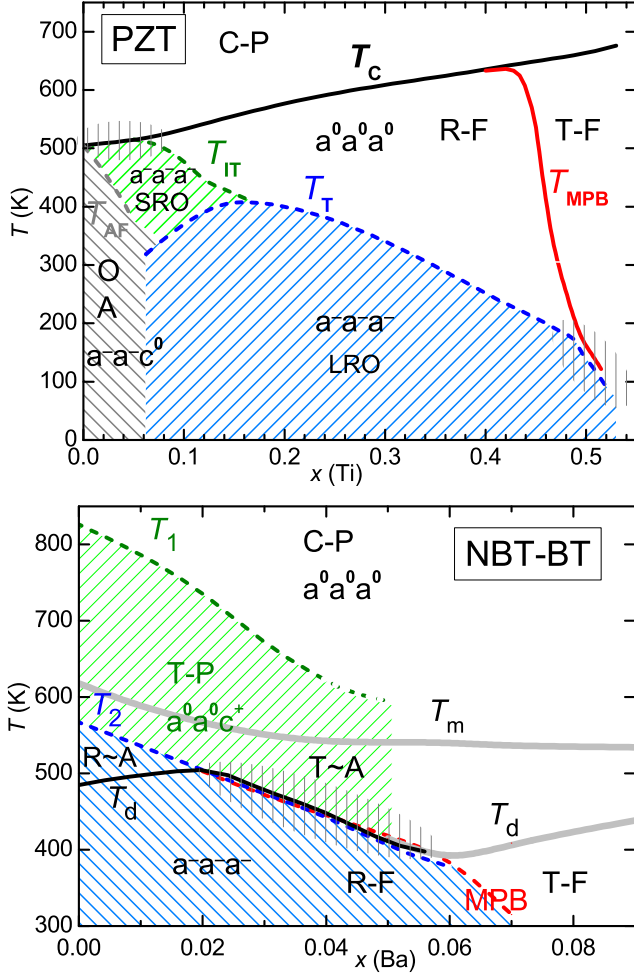 700
PZT
C-P
T_C
600
a⁰a⁰a⁰
R-F
T-F
500
T_IT
a⁻a⁻a⁻
SRO
T_T
T_MPB
T (K)
400
T_AF
300
O
A
200
a⁻a⁻c⁰
a⁻a⁻a⁻
LRO
100
0
0.0
0.1
0.2
0.3
0.4
0.5
x (Ti)
T_1
C-P
NBT-BT
800
a⁰a⁰a⁰
700
T-P
T (K)
600
T_2
a⁰a⁰c⁺
T_m
R~A
T~A
500
T_d
T_d
400
a⁻a⁻a⁻
R-F
MPB
T-F
300
0.00
0.02
0.04
0.06
0.08
x (Ba)